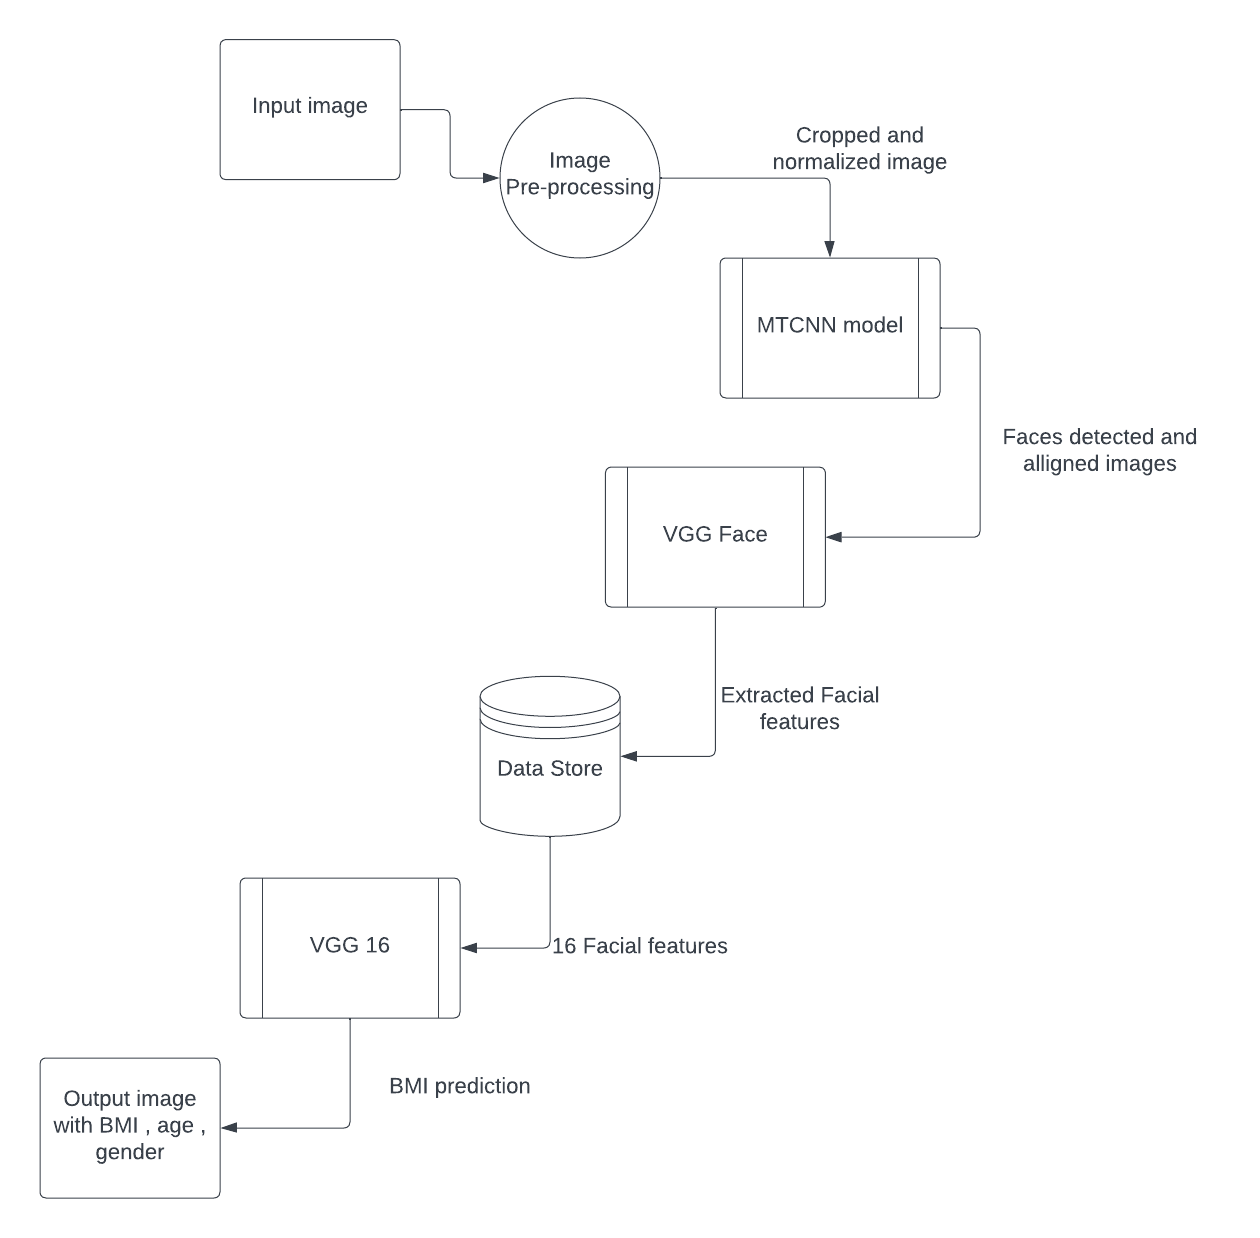 Input image
Image
Pre-processing
Cropped and
normalized image
MTCNN model
Faces detected and
alligned images
VGG Face
Extracted Facial
features
Data Store
16 Facial features
VGG 16
BMI prediction
Output image
with BMI , age ,
gender